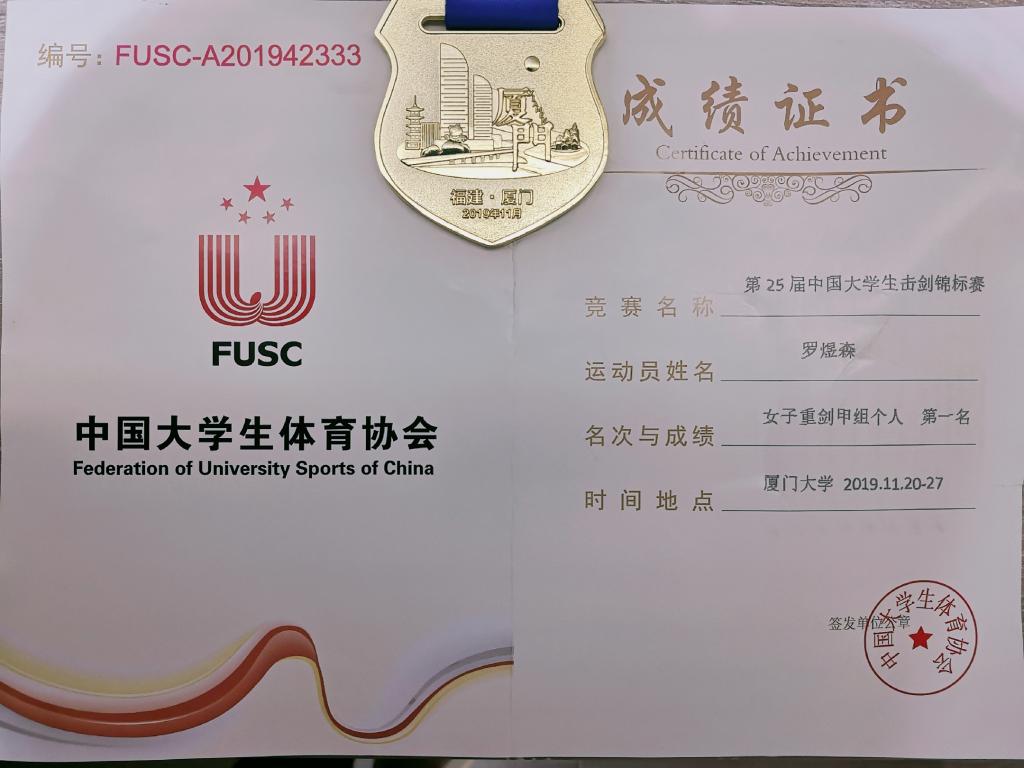 编号：FUSC-A201942333
FUSC
中国大学生体育协会
Federation of University Sports of China
厦门
福建·厦门
2019年11月
成绩证书
Certificate of Achievement
竞赛名称 第25届中国大学生击剑锦标赛
运动员姓名 罗煜森
名次与成绩 女子重剑甲组个人 第一名
时间地点 厦门大学 2019.11.20-27
签发单位公章
中国大学生体育协会